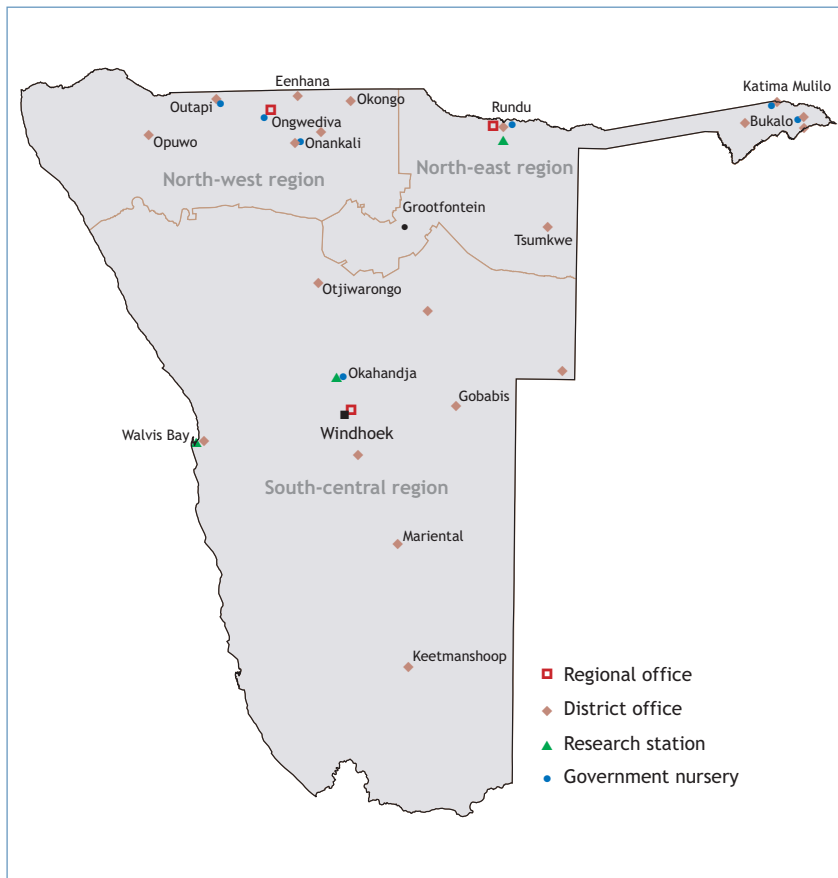 Eenhana
Katima Mulilo
Outapi
Okongo
Rundu
Ongwediva
Bukalo
Opuwo
Onankali
North-west region
North-east region
Grootfontein
Tsumkwe
Otjiwarongo
Okahandja
Gobabis
Walvis Bay
Windhoek
South-central region
Mariental
Keetmanshoop
Regional office
District office
Research station
Government nursery